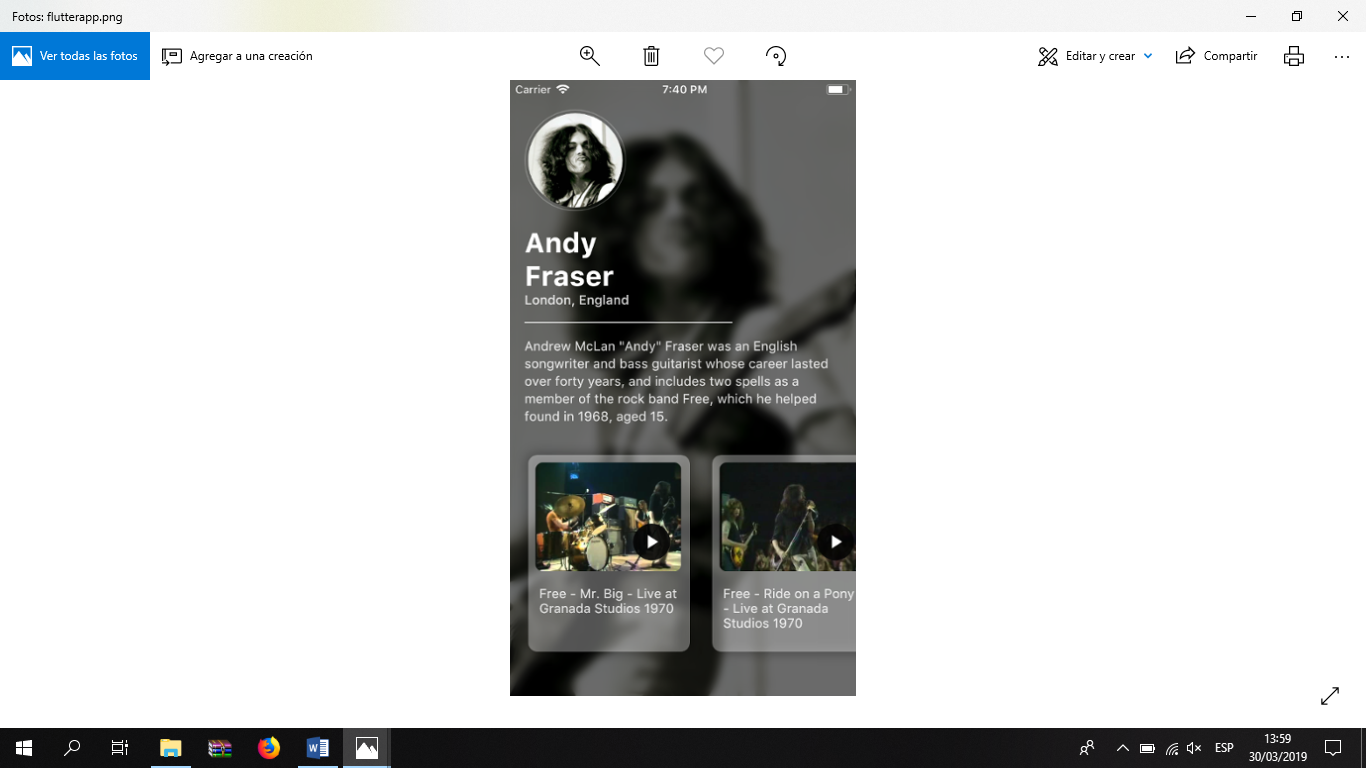 Fotos: flutterapp.png
Ver todas las fotos
Agregar a una creación
Editar y crear
Compartir
Carrier
7:40 PM
Andy
Fraser
London, England
Andrew McLan "Andy" Fraser was an English
songwriter and bass guitarist whose career lasted
over forty years, and includes two spells as a
member of the rock band Free, which he helped
found in 1968, aged 15.
Free - Mr. Big - Live at
Granada Studios 1970
Free - Ride on a Pony
- Live at Granada
Studios 1970
ESP
13:59
30/03/2019